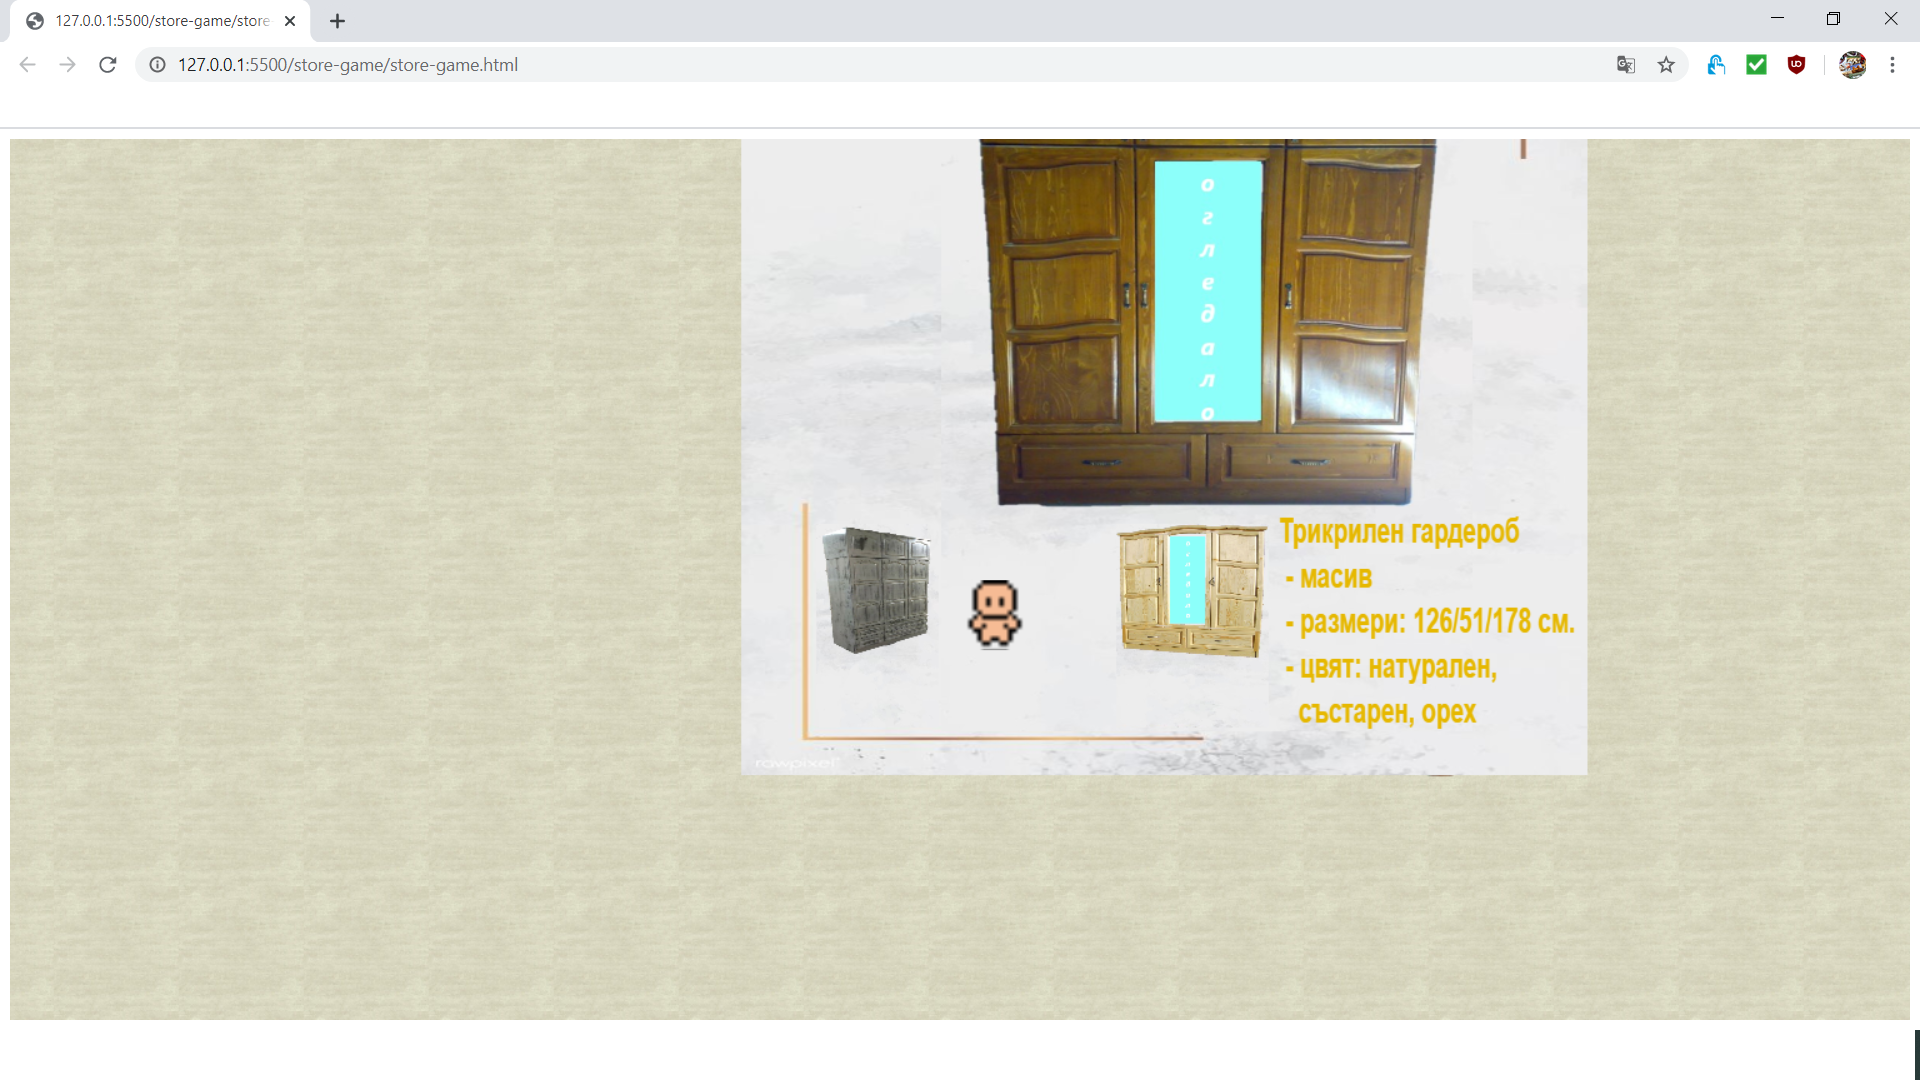 127.0.0.1:5500/store-game/store-
127.0.0.1:5500/store-game/store-game.html
огледало
Трикрилен гардероб
- масив
- размери: 126/51/178 см.
- цвят: натурален,
състарен, орех
rawpixel